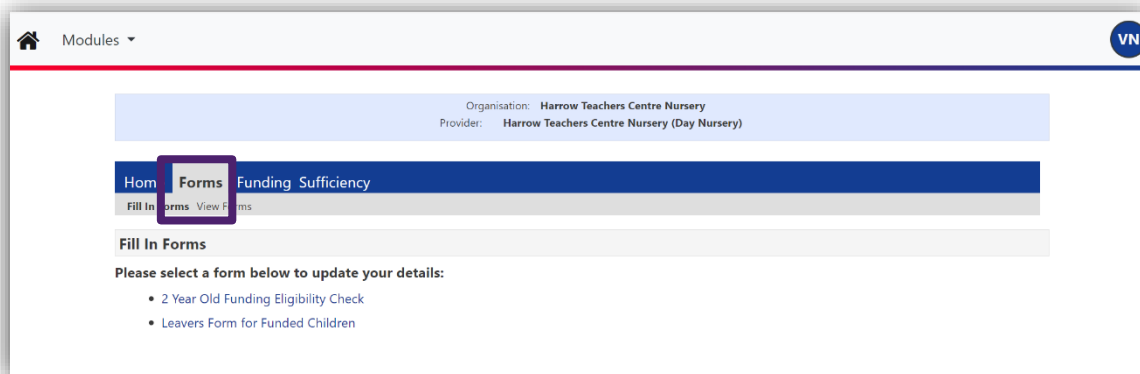 Modules
VN
Organisation: Harrow Teachers Centre Nursery
Provider: Harrow Teachers Centre Nursery (Day Nursery)
Hom Forms Funding Sufficiency
Fill In Forms View Forms
Fill In Forms
Please select a form below to update your details:
• 2 Year Old Funding Eligibility Check
• Leavers Form for Funded Children